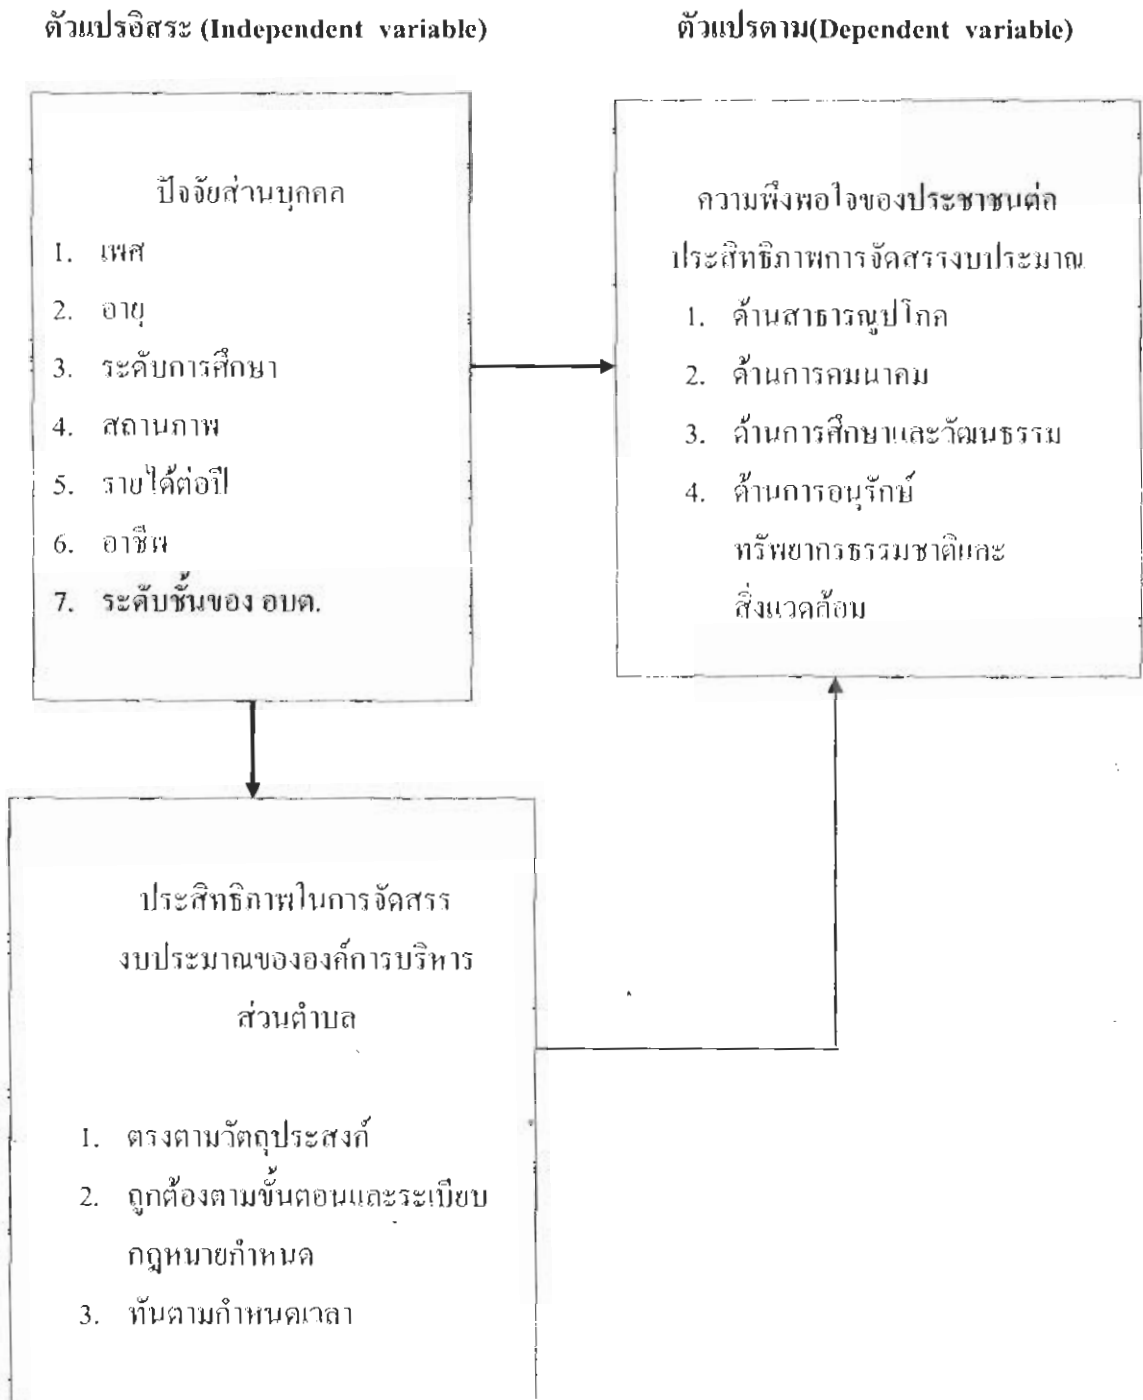 ตัวแปรอิสระ (Independent variable)
ตัวแปรตาม(Dependent variable)
ปัจจัยส่วนบุคคล
1. เพศ
2. อายุ
3. ระดับการศึกษา
4. สถานภาพ
5. รายได้ต่อปี
6. อาชีพ
7. ระดับชั้นของ อบต.
ความพึงพอใจของประชาชนต่อ
ประสิทธิภาพการจัดสรรงบประมาณ
1. ด้านสาธารณูปโภค
2. ด้านการคมนาคม
3. ด้านการศึกษาและวัฒนธรรม
4. ด้านการอนุรักษ์
ทรัพยากรธรรมชาติและ
สิ่งแวดล้อม
ประสิทธิภาพในการจัดสรร
งบประมาณขององค์การบริหาร
ส่วนตำบล
1. ตรงตามวัตถุประสงค์
2. ถูกต้องตามขั้นตอนและระเบียบ
กฎหมายกำหนด
3. ทันตามกำหนดเวลา